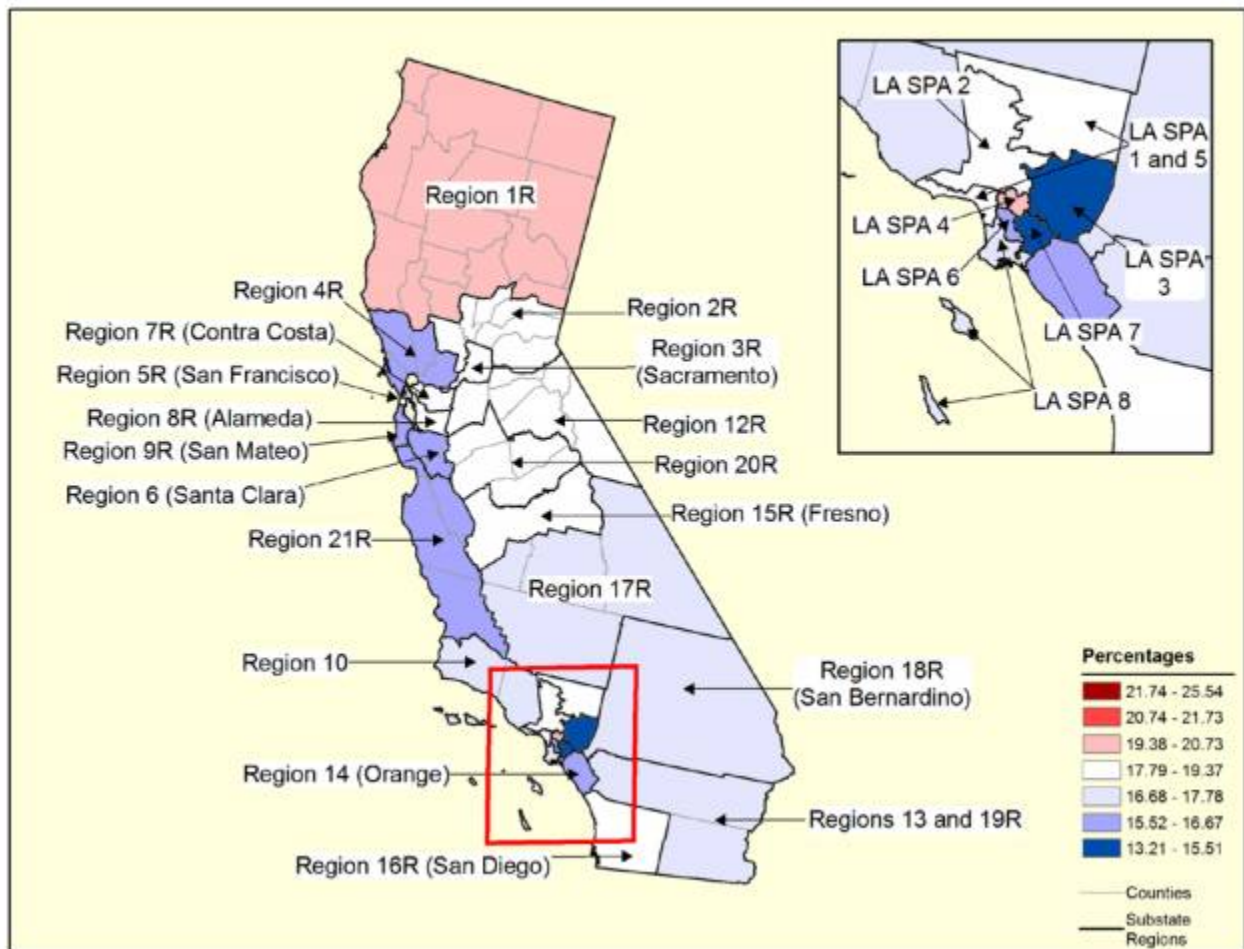 Region 1R
Region 4R
Region 7R (Contra Costa)
Region 5R (San Francisco)
Region 8R (Alameda)
Region 9R (San Mateo)
Region 6 (Santa Clara)
Region 21R
Region 10
Region 14 (Orange)
Region 16R (San Diego)
Region 2R
Region 3R
(Sacramento)
Region 12R
Region 20R
Region 15R (Fresno)
Region 17R
Region 18R
(San Bernardino)
Regions 13 and 19R
LA SPA 2
LA SPA
1 and 5
LA SPA 4
LA SPA 6
LA SPA
3
LA SPA 7
LA SPA 8
Percentages
21.74 - 25.54
20.74 - 21.73
19.38 - 20.73
17.79 - 19.37
16.68 - 17.78
15.52 - 16.67
13.21 - 15.51
Counties
Substate
Regions